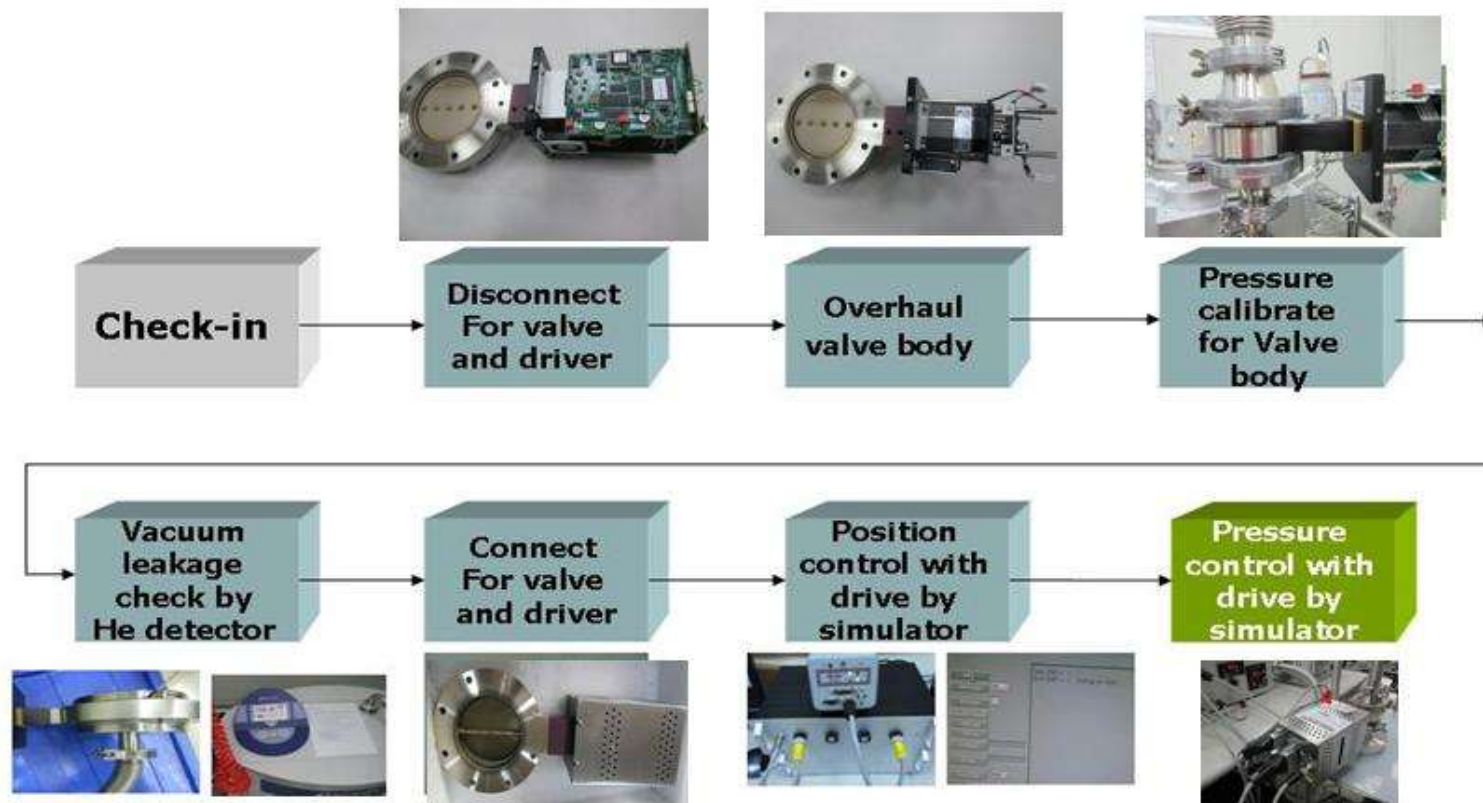 Check-in
Disconnect
For valve
and driver
Overhaul
valve body
Pressure
calibrate
for Valve
body
Vacuum
leakage
check by
He detector
Connect
For valve
and driver
Position
control with
drive by
simulator
Pressure
control with
drive by
simulator